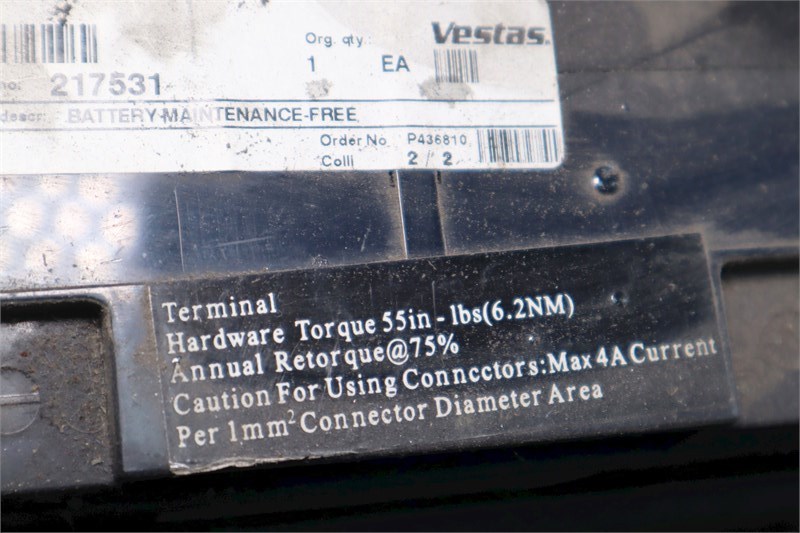 Vestas.
Org. qty.:
1 EA
no. 217531
descr: BATTERY-MAINTENANCE-FREE
Order No P436810
Colli 2 / 2
Terminal
Hardware Torque 55in-lbs(6.2NM)
Annual Retorque@75%
Caution For Using Conncctors:Max 4A Current
Per 1mm² Connector Diameter Area